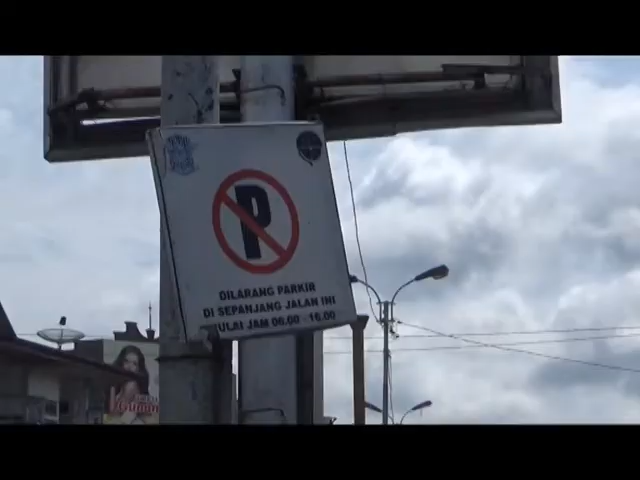 P
DILARANG PARKIR
DI SEPANJANG JALAN INI
MULAI JAM 06.00 - 16.00